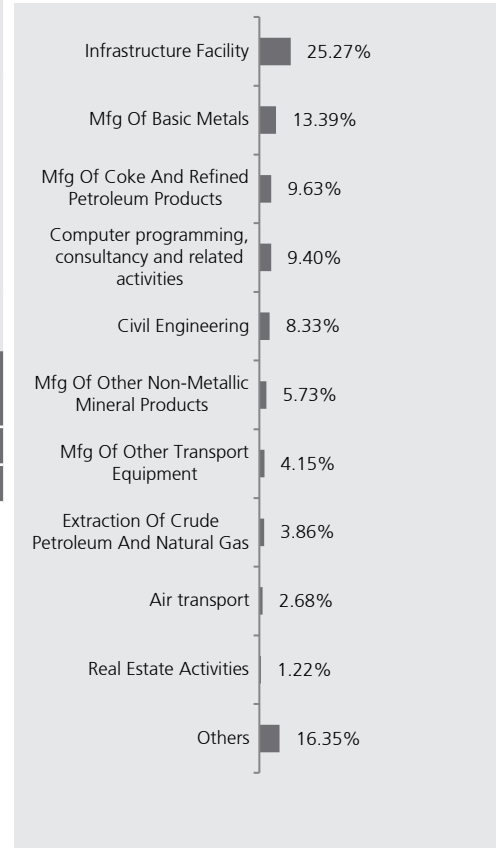 Infrastructure Facility 25.27%
Mfg Of Basic Metals 13.39%
Mfg Of Coke And Refined
Petroleum Products 9.63%
Computer programming,
consultancy and related
activities 9.40%
Civil Engineering 8.33%
Mfg Of Other Non-Metallic
Mineral Products 5.73%
Mfg Of Other Transport
Equipment 4.15%
Extraction Of Crude
Petroleum And Natural Gas 3.86%
Air transport 2.68%
Real Estate Activities 1.22%
Others 16.35%